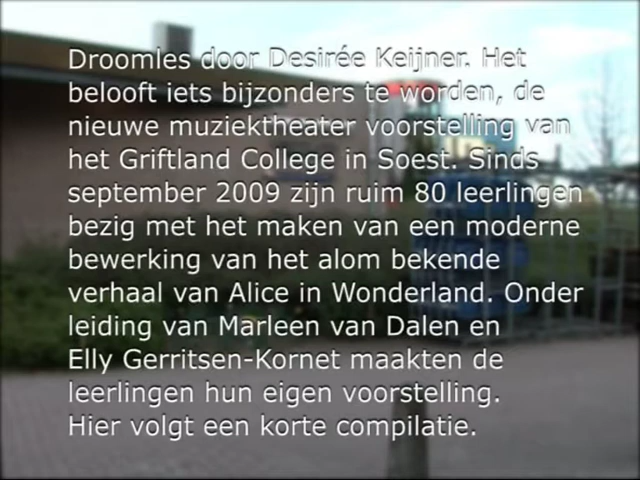 Droomles door Desirée Keijner. Het
belooft iets bijzonders te worden, de
nieuwe muziektheater voorstelling van
het Griftland College in Soest. Sinds
september 2009 zijn ruim 80 leerlingen
bezig met het maken van een moderne
bewerking van het alom bekende
verhaal van Alice in Wonderland. Onder
leiding van Marleen van Dalen en
Elly Gerritsen-Kornet maakten de
leerlingen hun eigen voorstelling.
Hier volgt een korte compilatie.